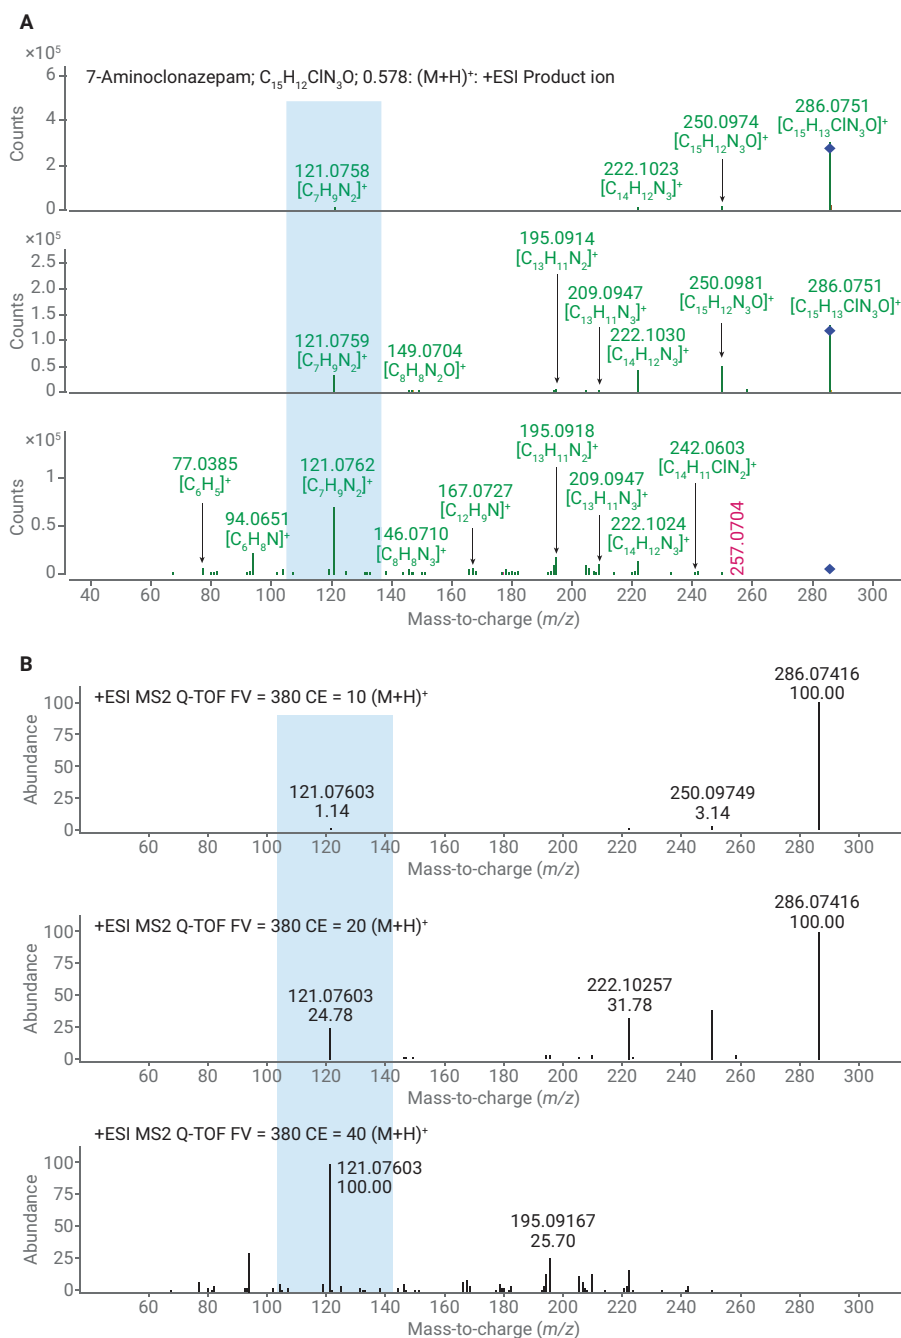 A
×10⁵
7-Aminoclonazepam; C₁₅H₁₂ClN₃O; 0.578: (M+H)⁺: +ESI Product ion
6
4
2
0
Counts
121.0758
[C₇H₉N₂]⁺
222.1023
[C₁₄H₁₂N₃]⁺
250.0974
[C₁₅H₁₂N₃O]⁺
286.0751
[C₁₅H₁₃ClN₃O]⁺
×10⁵
2.5
2.0
1.5
1.0
0.5
0
Counts
121.0759
[C₇H₉N₂]⁺
149.0704
[C₈H₈N₂O]⁺
195.0914
[C₁₃H₁₁N₂]⁺
209.0947
[C₁₃H₁₁N₃]⁺
222.1030
[C₁₄H₁₂N₃]⁺
250.0981
[C₁₅H₁₂N₃O]⁺
286.0751
[C₁₅H₁₃ClN₃O]⁺
×10⁵
1
0.5
0
Counts
77.0385
[C₆H₅]⁺
94.0651
[C₆H₈N]⁺
121.0762
[C₇H₉N₂]⁺
146.0710
[C₈H₈N₃]⁺
167.0727
[C₁₂H₉N]⁺
195.0918
[C₁₃H₁₁N₂]⁺
209.0947
[C₁₃H₁₁N₃]⁺
222.1024
[C₁₄H₁₂N₃]⁺
242.0603
[C₁₄H₁₁ClN₂]⁺
257.0704
40 60 80 100 120 140 160 180 200 220 240 260 280 300
Mass-to-charge (m/z)
B
+ESI MS2 Q-TOF FV = 380 CE = 10 (M+H)⁺
100
75
50
25
0
Abundance
121.07603
1.14
250.09749
3.14
286.07416
100.00
60 80 100 120 140 160 180 200 220 240 260 280 300
Mass-to-charge (m/z)
+ESI MS2 Q-TOF FV = 380 CE = 20 (M+H)⁺
100
75
50
25
0
Abundance
121.07603
24.78
222.10257
31.78
286.07416
100.00
60 80 100 120 140 160 180 200 220 240 260 280 300
Mass-to-charge (m/z)
+ESI MS2 Q-TOF FV = 380 CE = 40 (M+H)⁺
100
75
50
25
0
Abundance
121.07603
100.00
195.09167
25.70
60 80 100 120 140 160 180 200 220 240 260 280 300
Mass-to-charge (m/z)